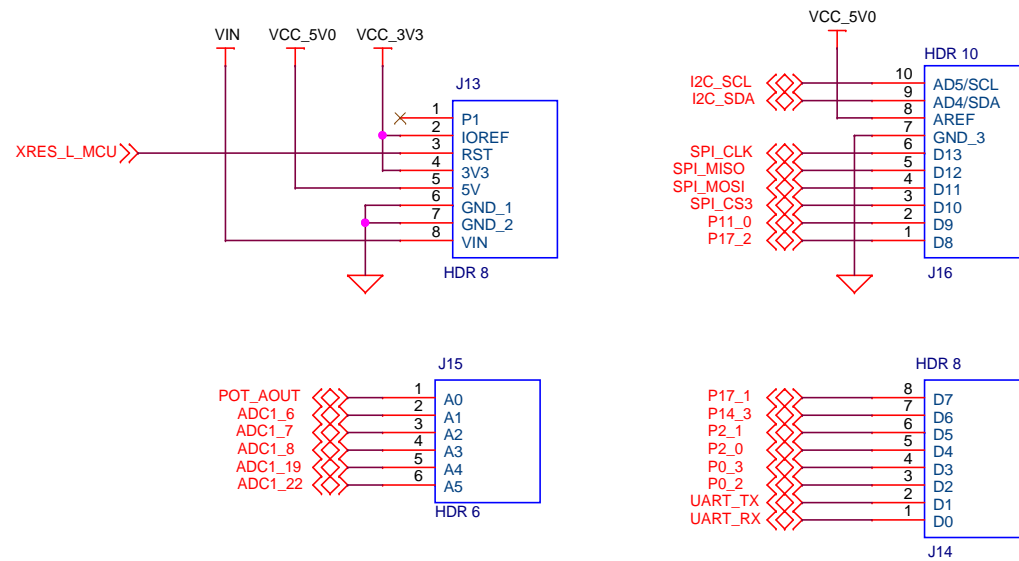 VIN VCC_5V0 VCC_3V3
J13
1 P1
2 IOREF
XRES_L_MCU 3 RST
4 3V3
5 5V
6 GND_1
7 GND_2
8 VIN
HDR 8
VCC_5V0
HDR 10
I2C_SCL 10 AD5/SCL
I2C_SDA 9 AD4/SDA
8 AREF
7 GND_3
SPI_CLK 6 D13
SPI_MISO 5 D12
SPI_MOSI 4 D11
SPI_CS3 3 D10
P11_0 2 D9
P17_2 1 D8
J16
J15
POT_AOUT 1 A0
ADC1_6 2 A1
ADC1_7 3 A2
ADC1_8 4 A3
ADC1_19 5 A4
ADC1_22 6 A5
HDR 6
HDR 8
P17_1 8 D7
P14_3 7 D6
P2_1 6 D5
P2_0 5 D4
P0_3 4 D3
P0_2 3 D2
UART_TX 2 D1
UART_RX 1 D0
J14